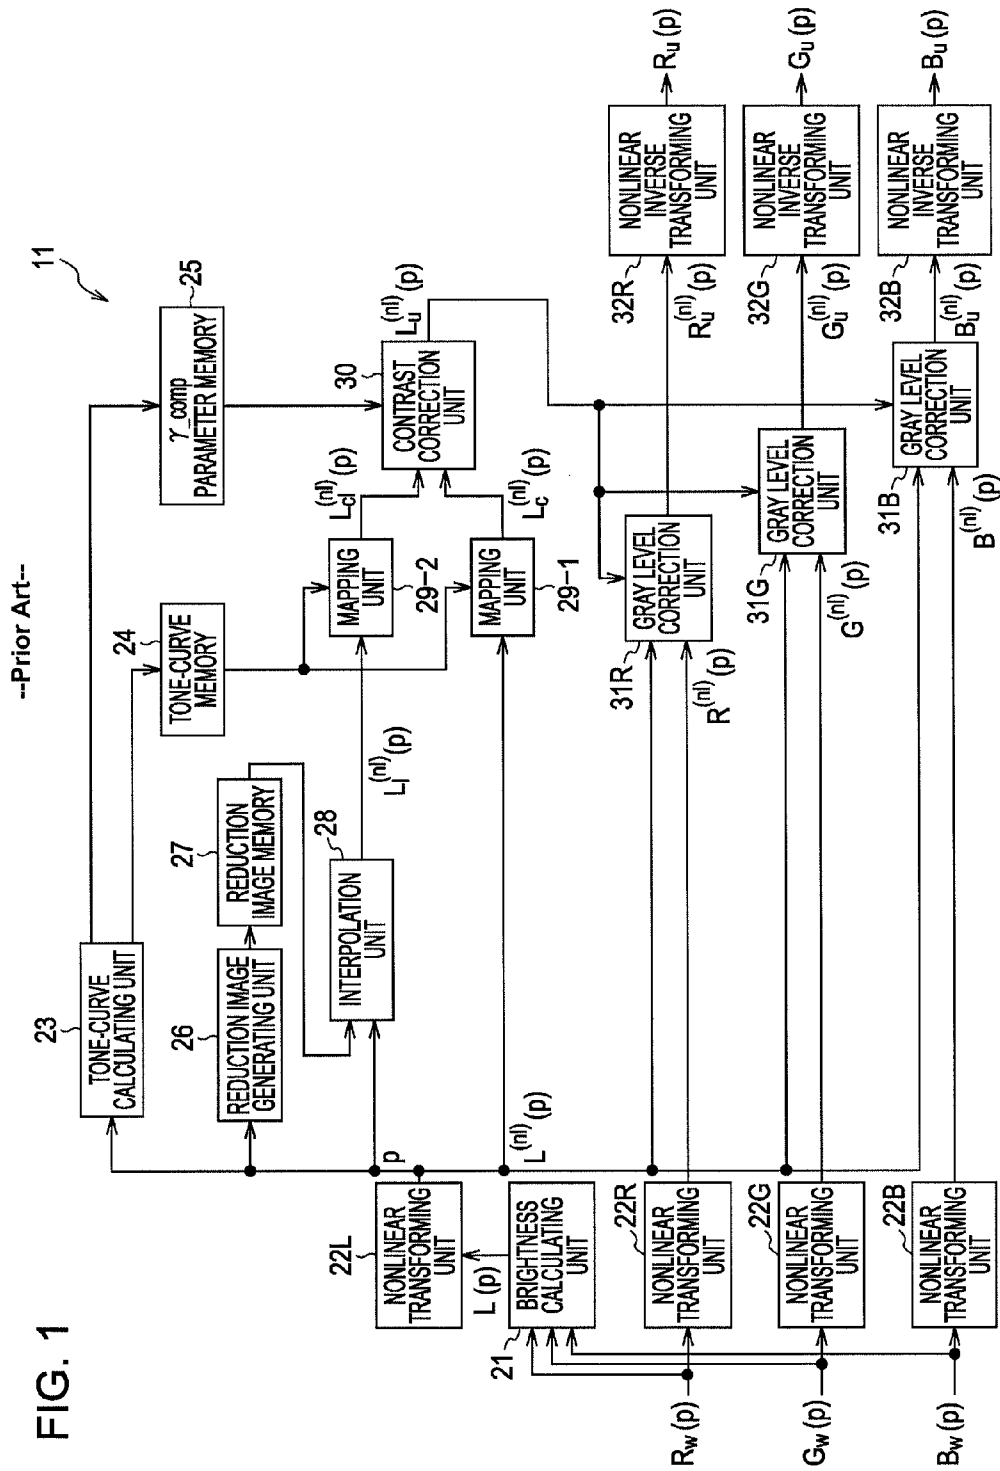 FIG. 1
--Prior Art--
11
23
TONE-CURVE
CALCULATING UNIT
γ_comp
PARAMETER MEMORY
25
24
TONE-CURVE
MEMORY
26
REDUCTION IMAGE
GENERATING UNIT
27
REDUCTION
IMAGE MEMORY
28
INTERPOLATION
UNIT
p
L_l^(nl)(p)
MAPPING
UNIT
29-2
L_cl^(nl)(p)
MAPPING
UNIT
29-1
L_c^(nl)(p)
30
CONTRAST
CORRECTION
UNIT
L_u^(nl)(p)
22L
NONLINEAR
TRANSFORMING
UNIT
L(p)
L^(nl)(p)
21
BRIGHTNESS
CALCULATING
UNIT
R_w(p)
22R
NONLINEAR
TRANSFORMING
UNIT
R^(nl)(p)
31R
GRAY LEVEL
CORRECTION
UNIT
R_u^(nl)(p)
32R
NONLINEAR
INVERSE
TRANSFORMING
UNIT
R_u(p)
G_w(p)
22G
NONLINEAR
TRANSFORMING
UNIT
G^(nl)(p)
31G
GRAY LEVEL
CORRECTION
UNIT
G_u^(nl)(p)
32G
NONLINEAR
INVERSE
TRANSFORMING
UNIT
G_u(p)
B_w(p)
22B
NONLINEAR
TRANSFORMING
UNIT
B^(nl)(p)
31B
GRAY LEVEL
CORRECTION
UNIT
B_u^(nl)(p)
32B
NONLINEAR
INVERSE
TRANSFORMING
UNIT
B_u(p)